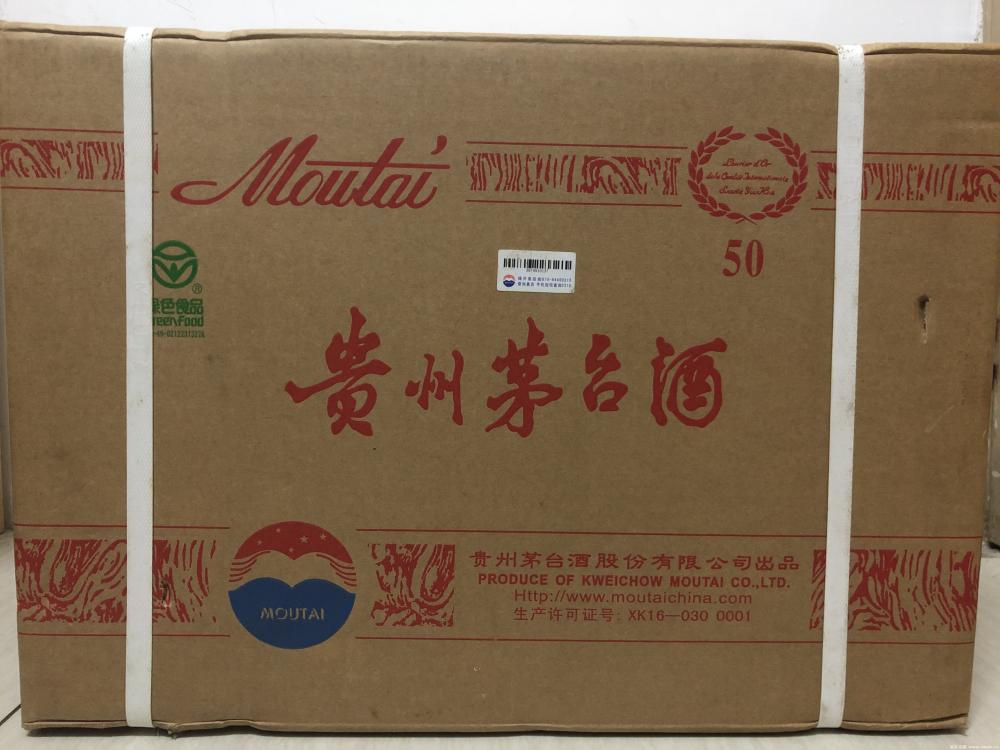 Moutai
50
®
绿色食品
Green Food
贵州茅台酒
MOUTAI
贵州茅台酒股份有限公司出品
PRODUCE OF KWEICHOW MOUTAI CO.,LTD.
Http://www.moutaichina.com
生产许可证号: XK16—030 0001